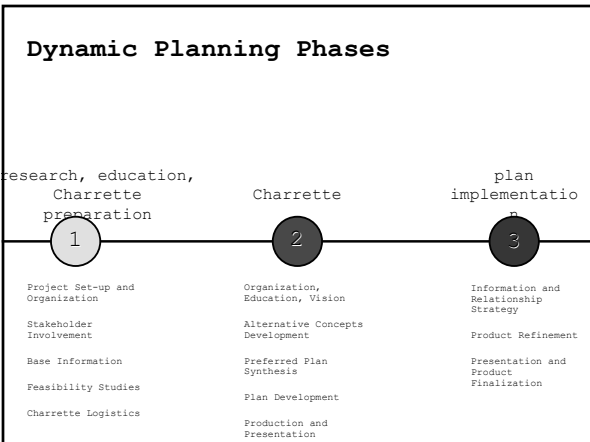 Dynamic Planning Phases
research, education,
Charrette
preparation
Charrette
plan
implementatio
n
1
2
3
Project Set-up and
Organization
Stakeholder
Involvement
Base Information
Feasibility Studies
Charrette Logistics
Organization,
Education, Vision
Alternative Concepts
Development
Preferred Plan
Synthesis
Plan Development
Production and
Presentation
Information and
Relationship
Strategy
Product Refinement
Presentation and
Product
Finalization